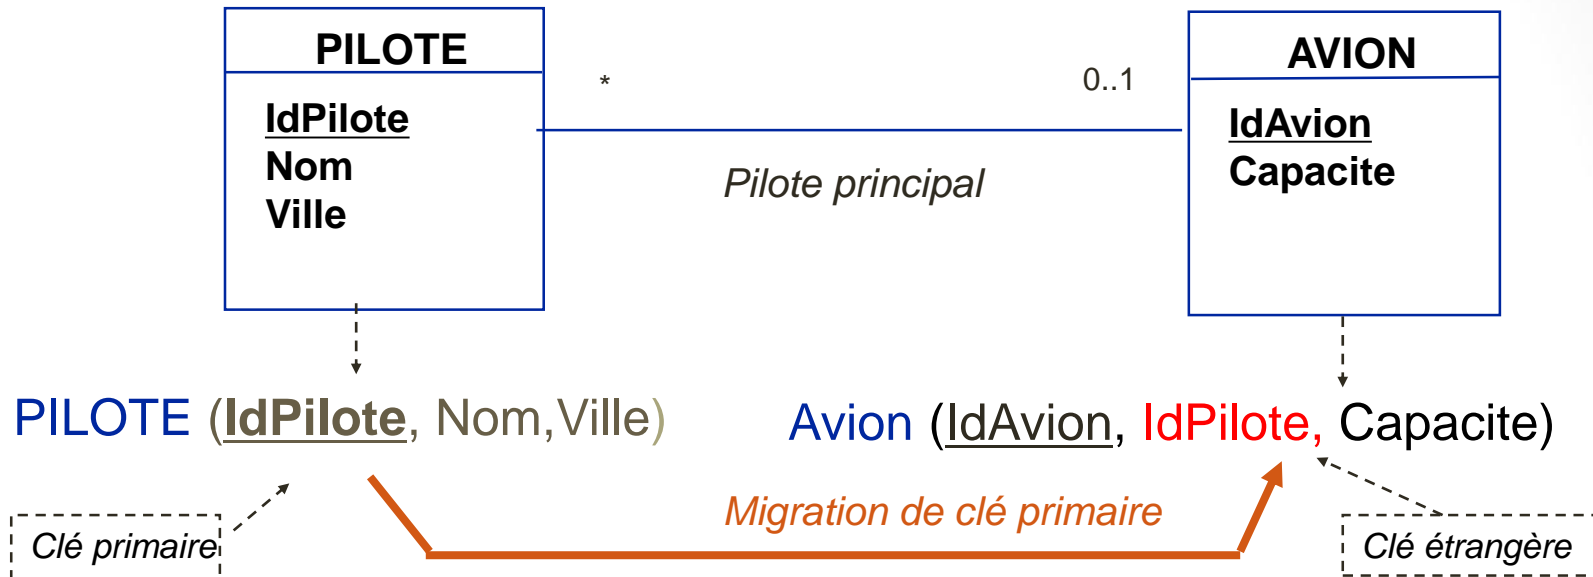 PILOTE
IdPilote
Nom
Ville
* 0..1
Pilote principal
AVION
IdAvion
Capacite
PILOTE (IdPilote, Nom,Ville)
Avion (IdAvion, IdPilote, Capacite)
Migration de clé primaire
Clé primaire
Clé étrangère